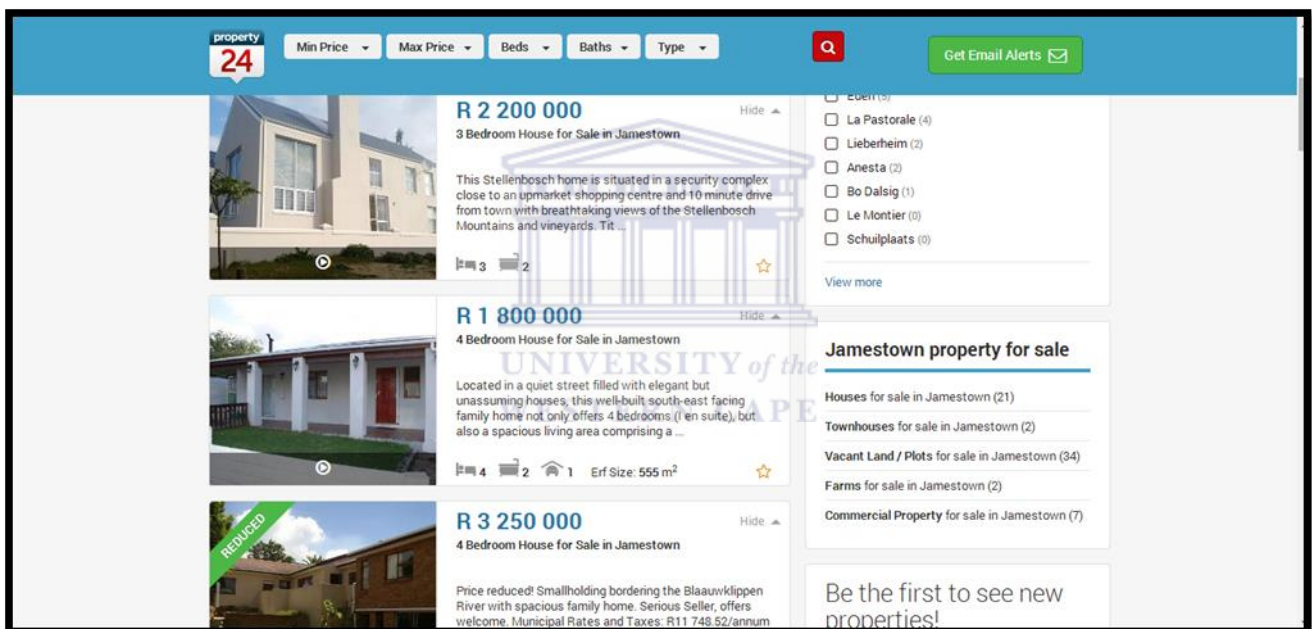 property
24
Min Price
Max Price
Beds
Baths
Type
Get Email Alerts
R 2 200 000
Hide
3 Bedroom House for Sale in Jamestown
This Stellenbosch home is situated in a security complex
close to an upmarket shopping centre and 10 minute drive
from town with breathtaking views of the Stellenbosch
Mountains and vineyards. Tit ...
3
2
R 1 800 000
Hide
4 Bedroom House for Sale in Jamestown
Located in a quiet street filled with elegant but
unassuming houses, this well-built south-east facing
family home not only offers 4 bedrooms (1 en suite), but
also a spacious living area comprising a ...
4
2
1
Erf Size: 555 m²
REDUCED
R 3 250 000
Hide
4 Bedroom House for Sale in Jamestown
Price reduced! Smallholding bordering the Blaauwklippen
River with spacious family home. Serious Seller, offers
welcome. Municipal Rates and Taxes: R11 748.52/annum
Eden (5)
La Pastorale (4)
Lieberheim (2)
Anesta (2)
Bo Dalsig (1)
Le Montier (0)
Schuilplaats (0)
View more
Jamestown property for sale
Houses for sale in Jamestown (21)
Townhouses for sale in Jamestown (2)
Vacant Land / Plots for sale in Jamestown (34)
Farms for sale in Jamestown (2)
Commercial Property for sale in Jamestown (7)
Be the first to see new
properties!
UNIVERSITY of the
WESTERN CAPE